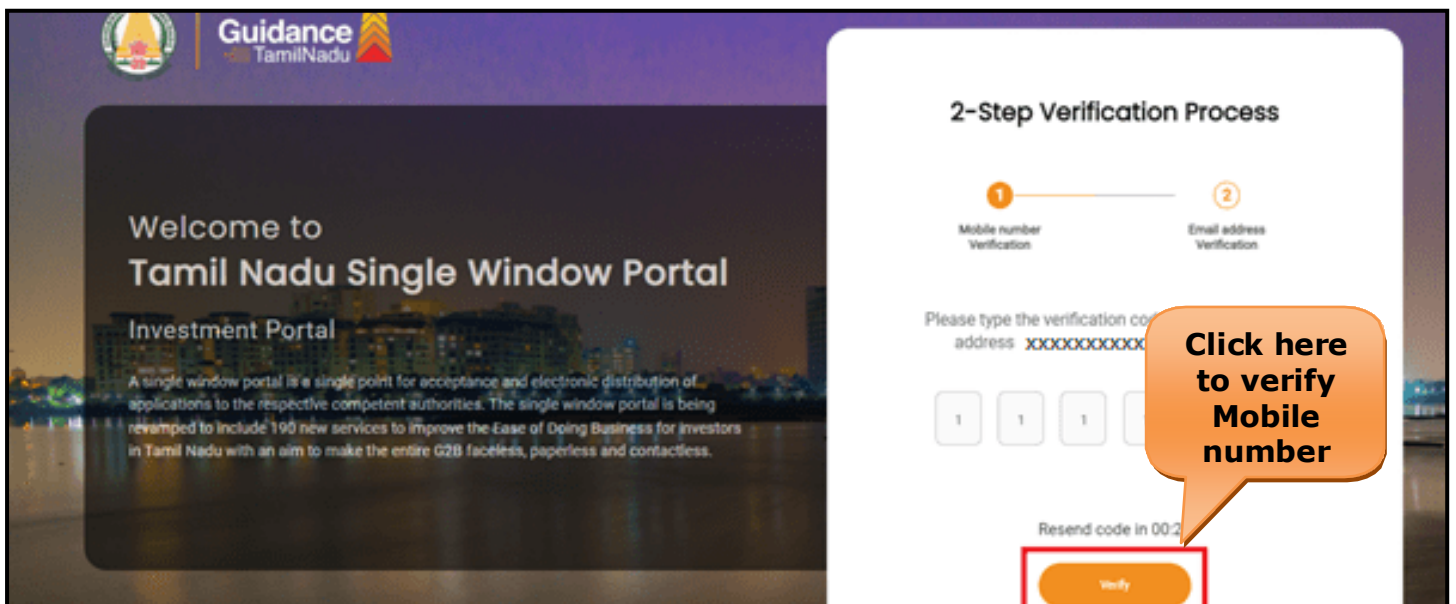 Guidance
TamilNadu
Welcome to
Tamil Nadu Single Window Portal
Investment Portal
A single window portal is a single point for acceptance and electronic distribution of
applications to the respective competent authorities. The single window portal is being
revamped to include 190 new services to improve the Ease of Doing Business for investors
in Tamil Nadu with an aim to make the entire G2B faceless, paperless and contactless.
2-Step Verification Process
1
2
Mobile number
Verification
Email address
Verification
Please type the verification
address xxxxxxxxxxx
1 1 1
Click here
to verify
Mobile
number
Resend code in 00:2
Verify